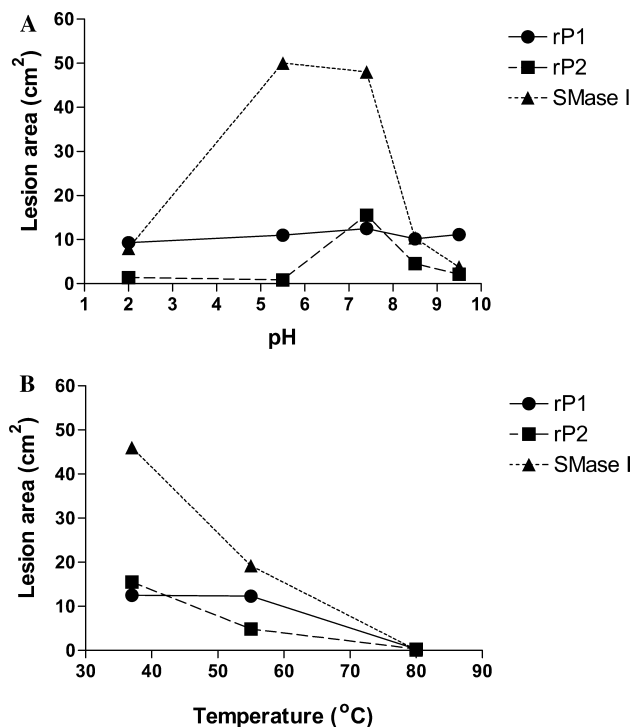 A
Lesion area (cm²)
60
50
40
30
20
10
0
1 2 3 4 5 6 7 8 9 10
pH
rP1
rP2
SMase I
B
Lesion area (cm²)
60
50
40
30
20
10
0
30 40 50 60 70 80 90
Temperature (°C)
rP1
rP2
SMase I